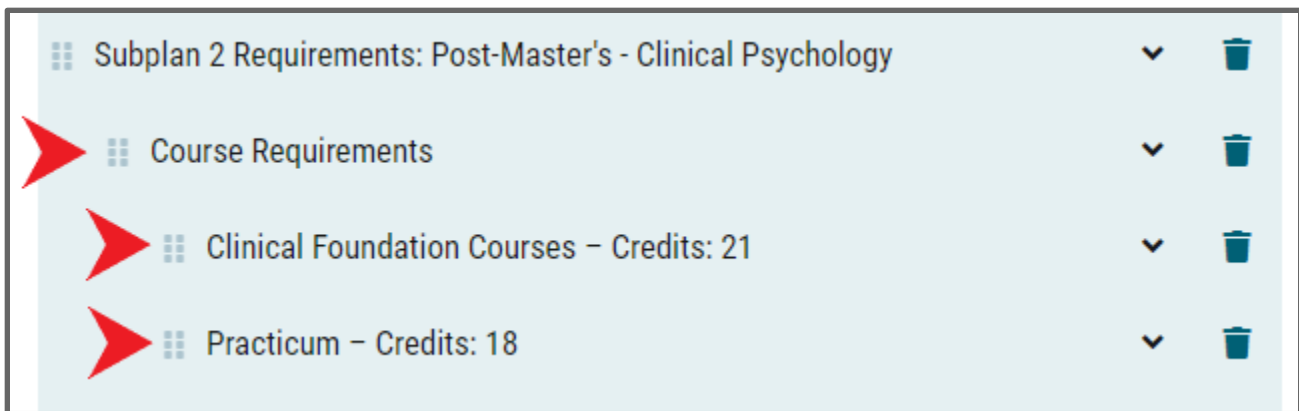 Subplan 2 Requirements: Post-Master's - Clinical Psychology
Course Requirements
Clinical Foundation Courses – Credits: 21
Practicum – Credits: 18